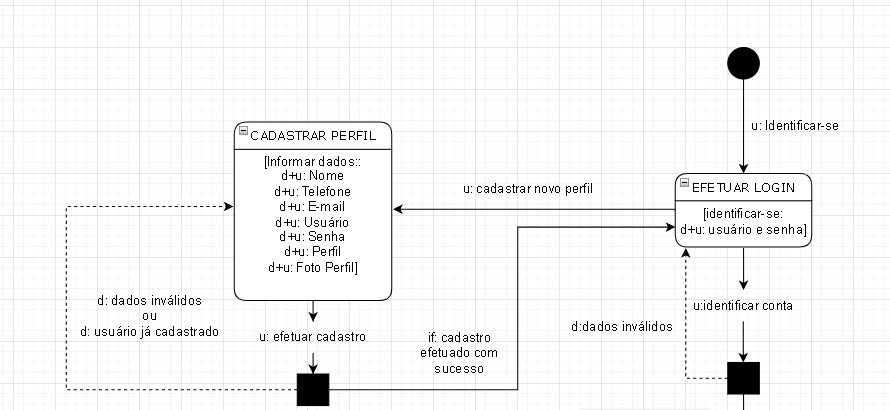 u: Identificar-se
CADASTRAR PERFIL
[Informar dados::
d+u: Nome
d+u: Telefone
d+u: E-mail
d+u: Usuário
d+u: Senha
d+u: Perfil
d+u: Foto Perfil]
u: cadastrar novo perfil
EFETUAR LOGIN
[identificar-se:
d+u: usuário e senha]
d: dados inválidos
ou
d: usuário já cadastrado
u: efetuar cadastro
if: cadastro
efetuado com
sucesso
d:dados inválidos
u:identificar conta